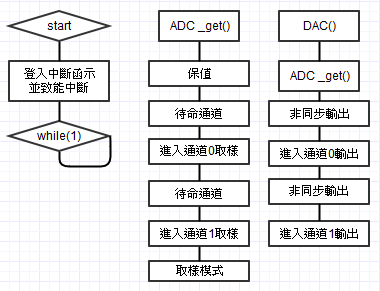 start
登入中斷函示
並致能中斷
while(1)
ADC _get()
保值
待命通道
進入通道0取樣
待命通道
進入通道1取樣
取樣模式
DAC()
ADC _get()
非同步輸出
進入通道0輸出
非同步輸出
進入通道1輸出